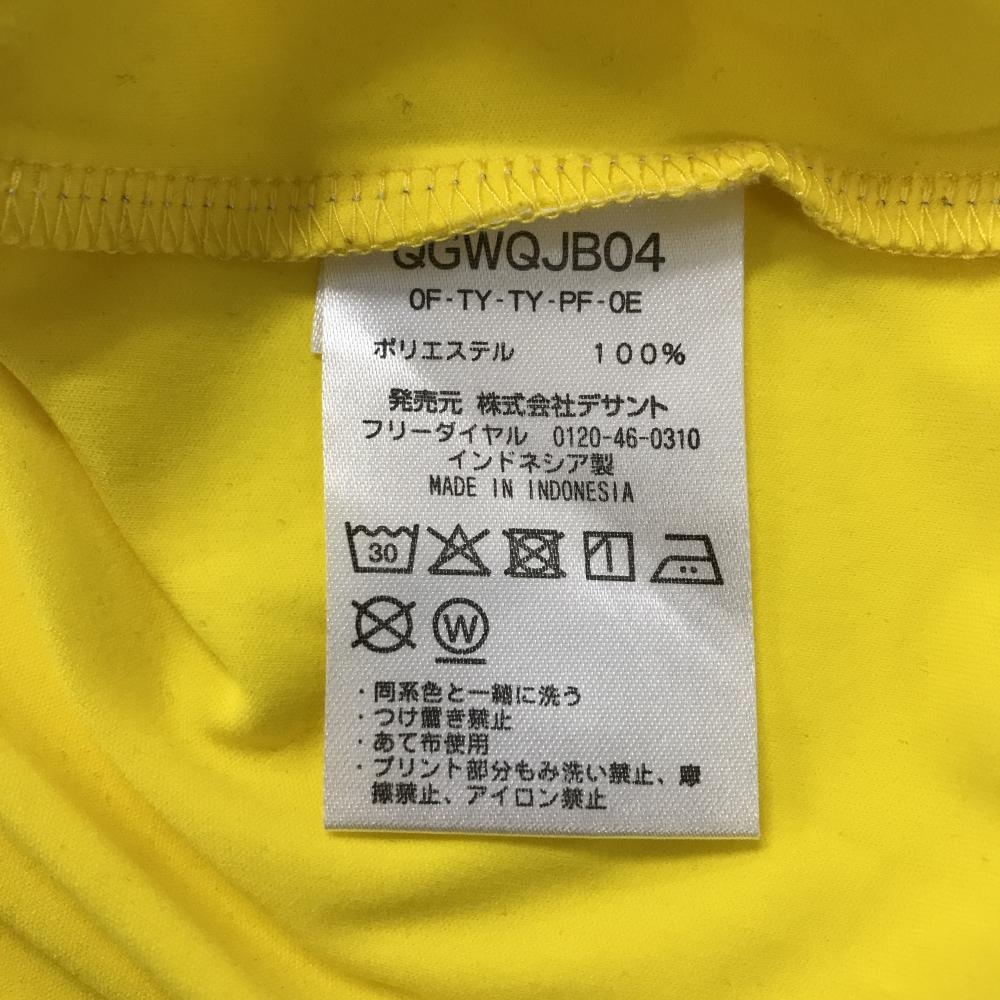 QGWQJB04
0F-TY-TY-PF-0E
ポリエステル 100%
発売元 株式会社デサント
フリーダイヤル 0120-46-0310
インドネシア製
MADE IN INDONESIA
30
W
・同系色と一緒に洗う
・つけ置き禁止
・あて布使用
・プリント部分もみ洗い禁止、摩
擦禁止、アイロン禁止